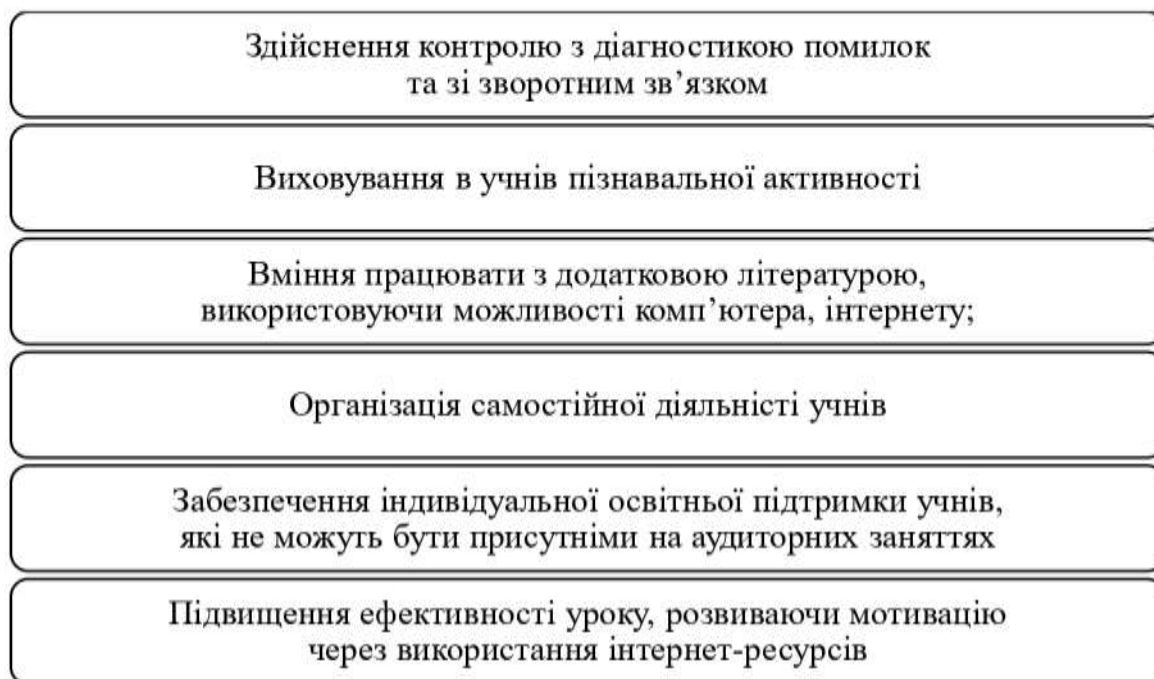 Здійснення контролю з діагностикою помилок
та зі зворотним зв’язком
Виховування в учнів пізнавальної активності
Вміння працювати з додатковою літературою,
використовуючи можливості комп’ютера, інтернету;
Організація самостійної діяльністі учнів
Забезпечення індивідуальної освітньої підтримки учнів,
які не можуть бути присутніми на аудиторних заняттях
Підвищення ефективності уроку, розвиваючи мотивацію
через використання інтернет-ресурсів